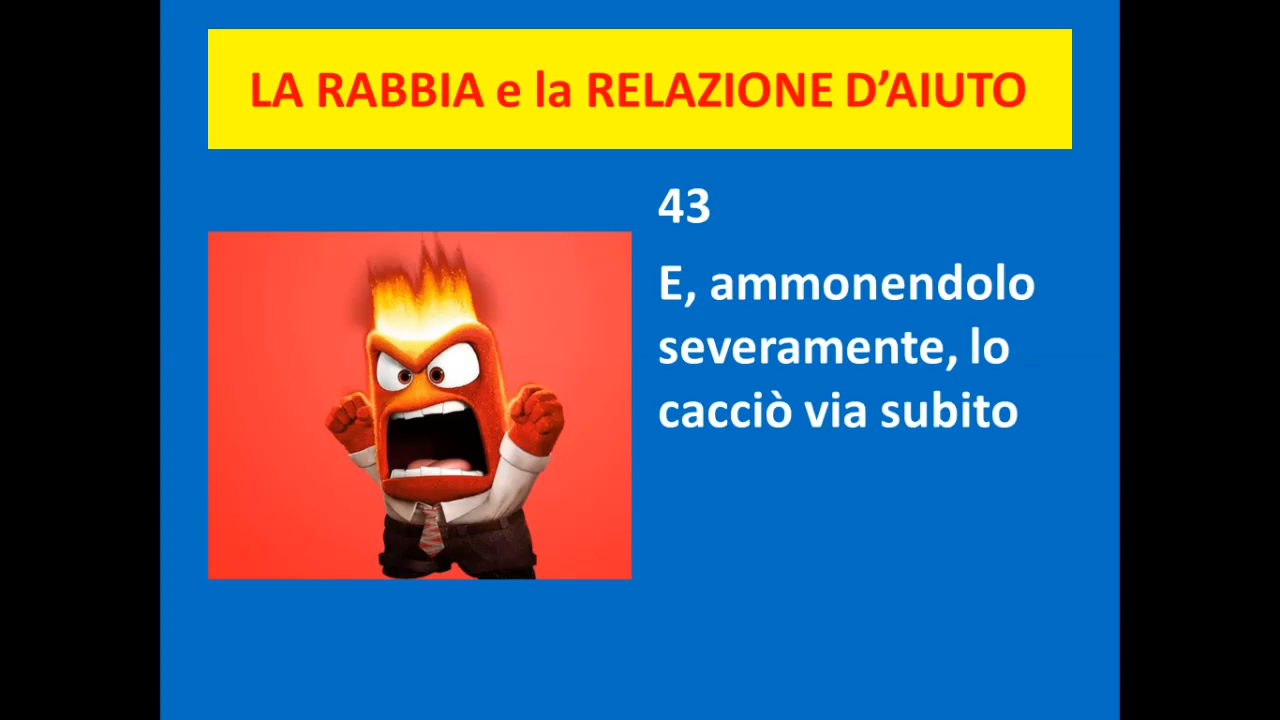 LA RABBIA e la RELAZIONE D’AIUTO
43
E, ammonendolo
severamente, lo
cacciò via subito